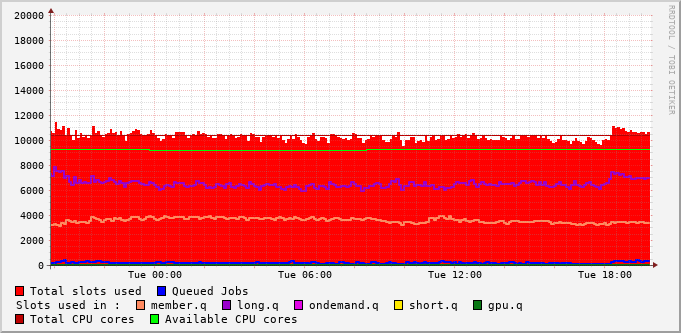 20000
18000
16000
14000
12000
10000
8000
6000
4000
2000
0
Tue 00:00 Tue 06:00 Tue 12:00 Tue 18:00
RRDTOOL / TOBI OETIKER
Total slots used Queued Jobs
Slots used in : member.q long.q ondemand.q short.q gpu.q
Total CPU cores Available CPU cores